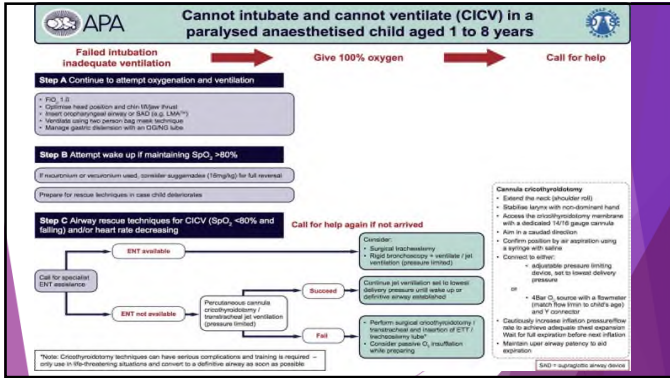 APA
Cannot intubate and cannot ventilate (CICV) in a
paralysed anaesthetised child aged 1 to 8 years
Failed intubation
inadequate ventilation
Give 100% oxygen
Call for help
Step A Continue to attempt oxygenation and ventilation
• FiO2 1.0
• Optimise head position and chin lift/jaw thrust
• Insert oropharyngeal airway or SAD (e.g. LMA™)
• Ventilate using two person bag mask technique
• Manage gastric distension with an OG/NG tube
Step B Attempt wake up if maintaining SpO2 >80%
If rocuronium or vecuronium used, consider sugammadex (16mg/kg) for full reversal
Prepare for rescue techniques in case child deteriorates
Step C Airway rescue techniques for CICV (SpO2 <80% and
falling) and/or heart rate decreasing
Call for help again if not arrived
Call for specialist
ENT assistance
ENT available
ENT not available
Percutaneous cannula
cricothyroidotomy /
transtracheal jet ventilation
(pressure limited)
Succeed
Fail
Consider:
• Surgical tracheostomy
• Rigid bronchoscopy + ventilate / jet
ventilation (pressure limited)
Continue jet ventilation set to lowest
delivery pressure until wake up or
definitive airway established
• Perform surgical cricothyroidotomy /
transtracheal and insertion of ETT /
tracheostomy tube*
• Consider passive O2 insufflation
while preparing
Cannula cricothyroidotomy
• Extend the neck (shoulder roll)
• Stabilise larynx with non-dominant hand
• Access the cricothyroidotomy membrane
with a dedicated 14/16 gauge cannula
• Aim in a caudad direction
• Confirm position by air aspiration using
a syringe with saline
• Connect to either:
• adjustable pressure limiting
device, set to lowest delivery
pressure
or
• 4Bar O2 source with a flowmeter
(match flow l/min to child's age) and
Y connector
• Cautiously increase inflation pressure/flow
rate to achieve adequate chest expansion
Wait for full expiration before next inflation
• Maintain uper airway patency to aid
expiration
*Note: Cricothyroidotomy techniques can have serious complications and training is required –
only use in life-threatening situations and convert to a definitive airway as soon as possible
SAD = supraglottic airway device